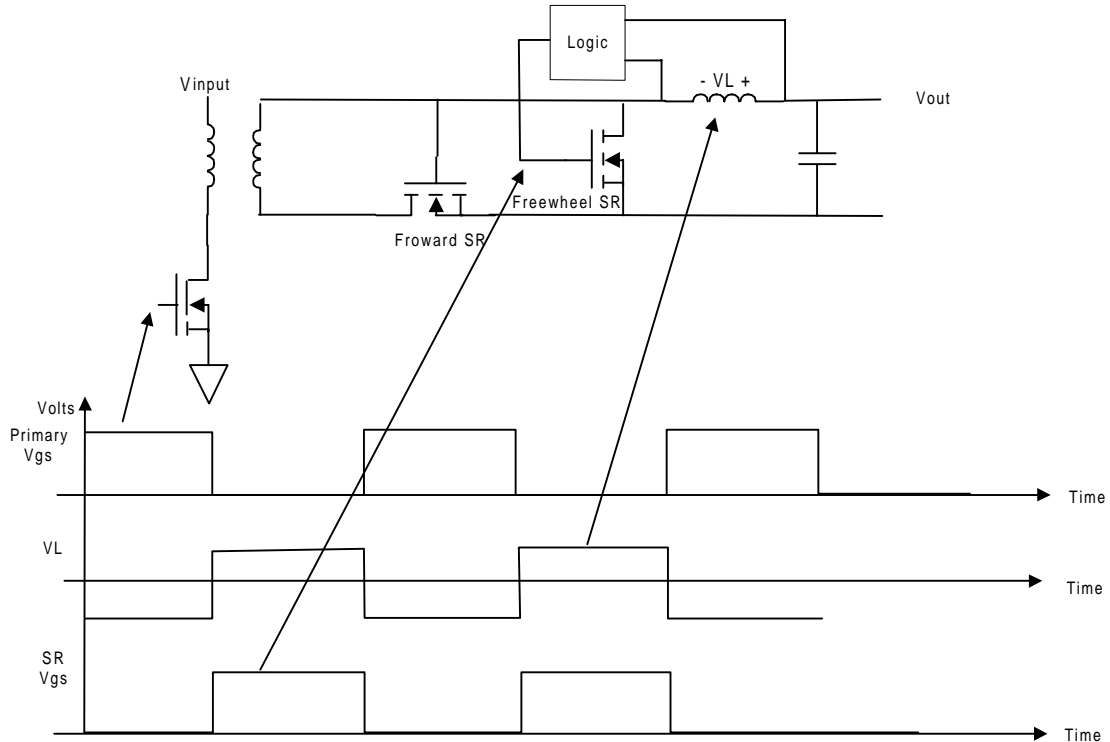 Logic
- VL +
Vinput
Vout
Freewheel SR
Froward SR
Volts
Primary
Vgs
Time
VL
Time
SR
Vgs
Time